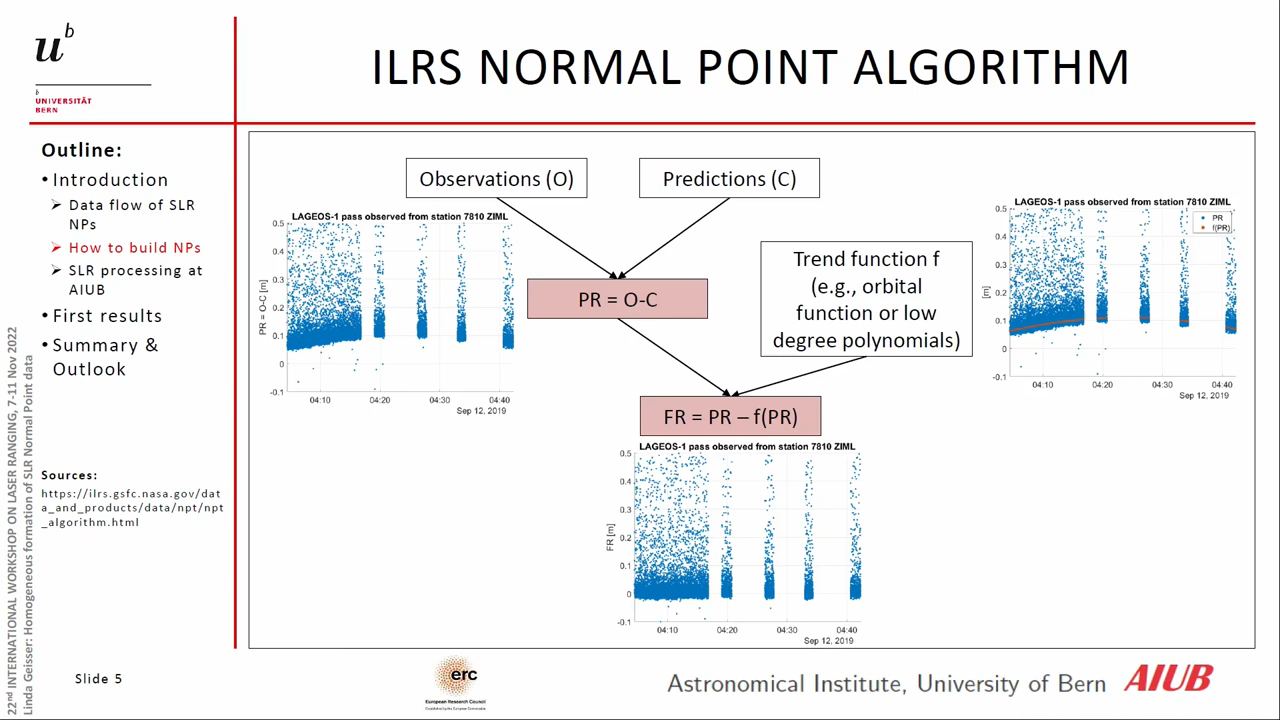 u^b
b
UNIVERSITÄT
BERN
ILRS NORMAL POINT ALGORITHM
Outline:
• Introduction
➢ Data flow of SLR
NPs
➢ How to build NPs
➢ SLR processing at
AIUB
• First results
• Summary &
Outlook
Sources:
https://ilrs.gsfc.nasa.gov/dat
a_and_products/data/npt/npt
_algorithm.html
22nd INTERNATIONAL WORKSHOP ON LASER RANGING, 7-11 Nov 2022
Linda Geisser: Homogeneous formation of SLR Normal Point data
Observations (O)
Predictions (C)
PR = O-C
Trend function f
(e.g., orbital
function or low
degree polynomials)
FR = PR – f(PR)
LAGEOS-1 pass observed from station 7810 ZIML
PR = O-C [m]
0.5
0.4
0.3
0.2
0.1
0
-0.1
04:10 04:20 04:30 04:40
Sep 12, 2019
LAGEOS-1 pass observed from station 7810 ZIML
PR
f(PR)
[m]
0.5
0.4
0.3
0.2
0.1
0
-0.1
04:10 04:20 04:30 04:40
Sep 12, 2019
LAGEOS-1 pass observed from station 7810 ZIML
FR [m]
0.5
0.4
0.3
0.2
0.1
0
-0.1
04:10 04:20 04:30 04:40
Sep 12, 2019
Slide 5
erc
European Research Council
Established by the European Commission
Astronomical Institute, University of Bern
AIUB